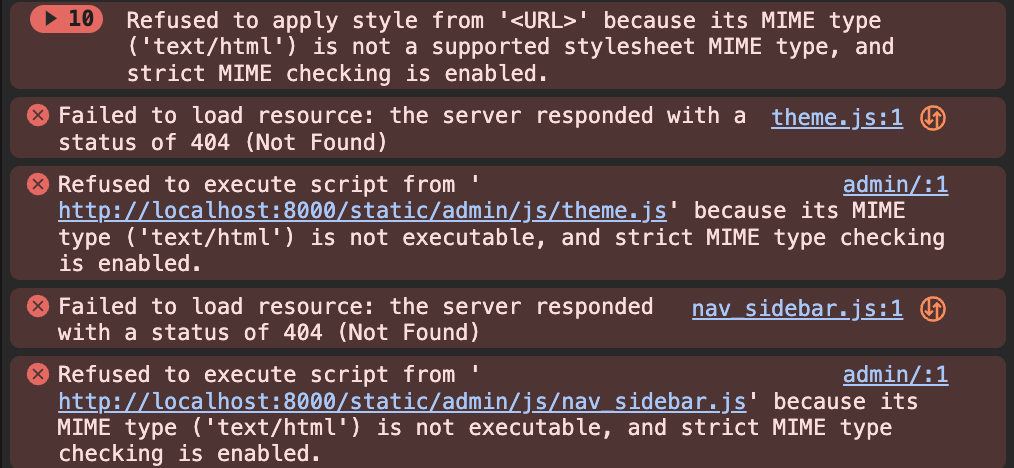 10 Refused to apply style from '<URL>' because its MIME type
('text/html') is not a supported stylesheet MIME type, and
strict MIME checking is enabled.
Failed to load resource: the server responded with a theme.js:1
status of 404 (Not Found)
Refused to execute script from ' admin/:1
http://localhost:8000/static/admin/js/theme.js' because its MIME
type ('text/html') is not executable, and strict MIME type checking
is enabled.
Failed to load resource: the server responded nav_sidebar.js:1
with a status of 404 (Not Found)
Refused to execute script from ' admin/:1
http://localhost:8000/static/admin/js/nav_sidebar.js' because its
MIME type ('text/html') is not executable, and strict MIME type
checking is enabled.